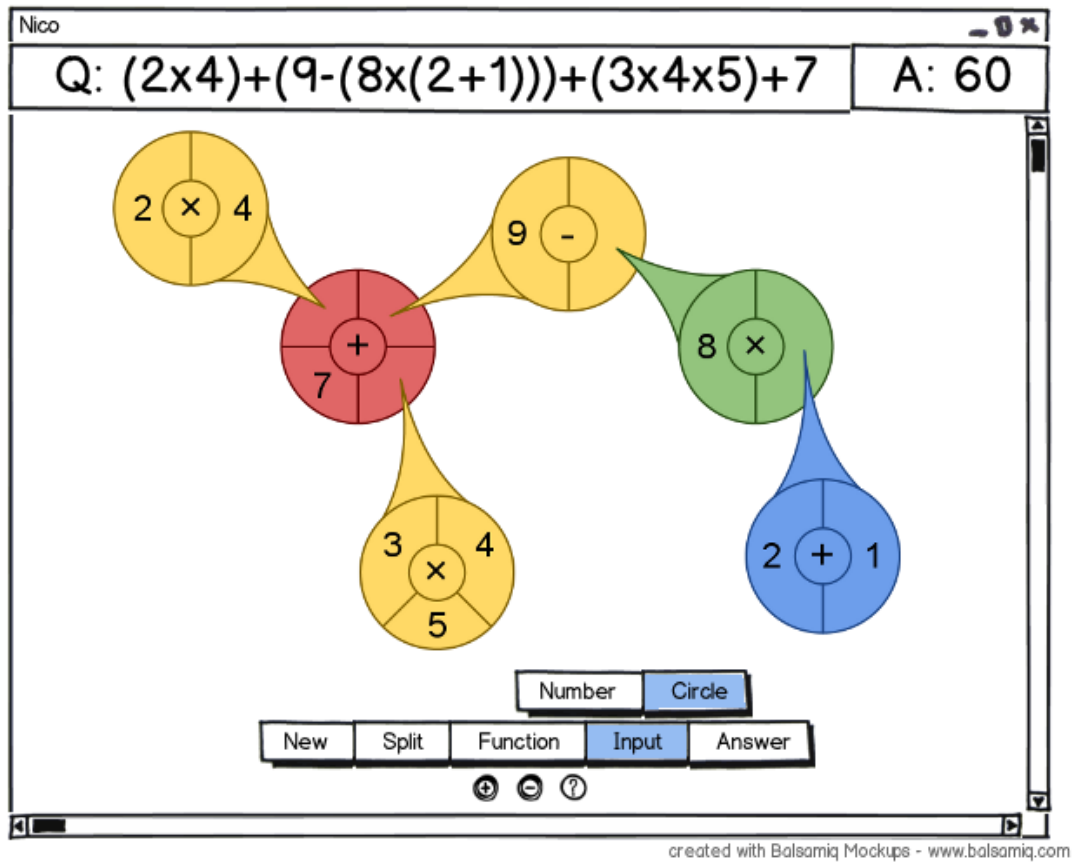 Nico
Q: (2x4)+(9-(8x(2+1)))+(3x4x5)+7
A: 60
2 × 4
9 -
+
7
8 ×
3 4
×
5
2 + 1
Number Circle
New Split Function Input Answer
+ - ?
created with Balsamiq Mockups - www.balsamiq.com